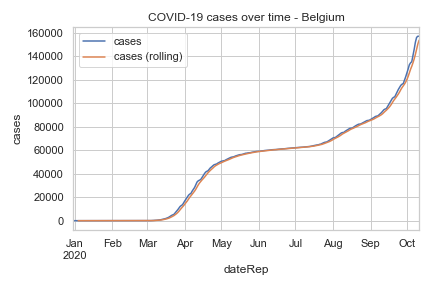 COVID-19 cases over time - Belgium
cases
cases (rolling)
160000
140000
120000
100000
80000
60000
40000
20000
0
cases
Jan Feb Mar Apr May Jun Jul Aug Sep Oct
2020
dateRep